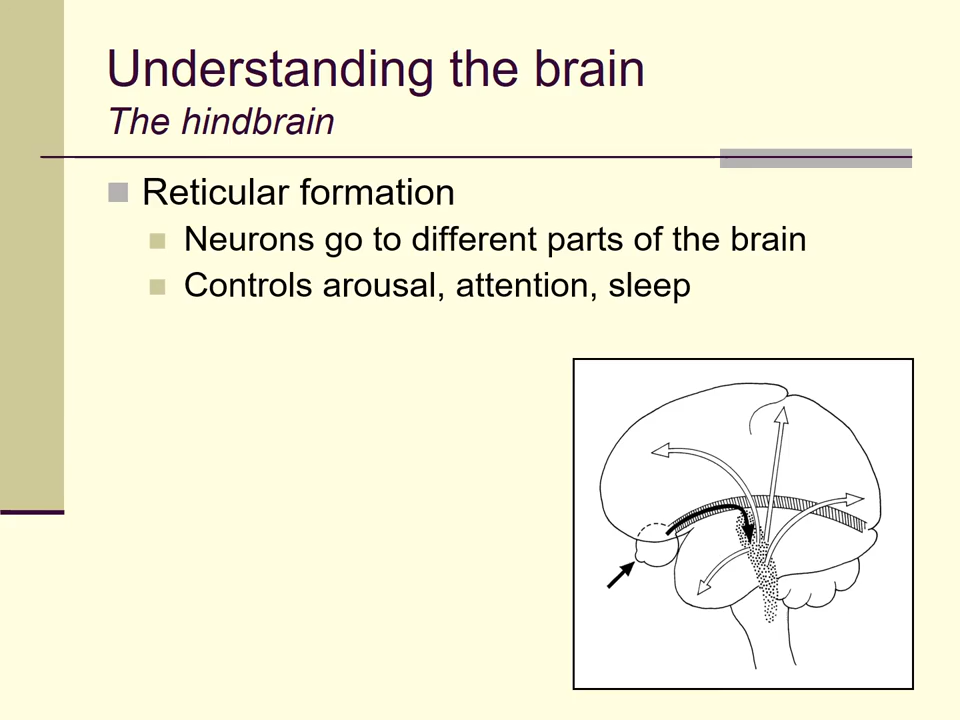 Understanding the brain
The hindbrain
Reticular formation
Neurons go to different parts of the brain
Controls arousal, attention, sleep